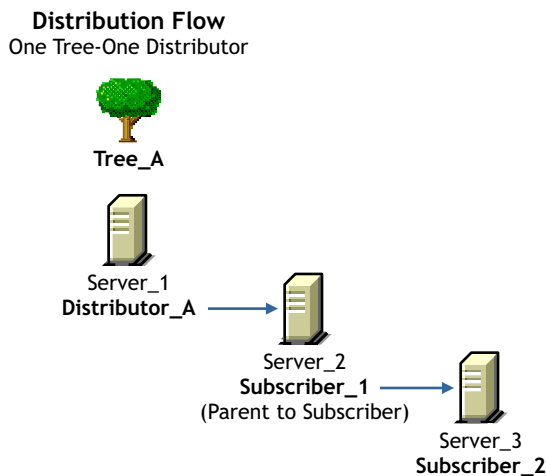 Distribution Flow
One Tree-One Distributor
Tree_A
Server_1
Distributor_A
Server_2
Subscriber_1
(Parent to Subscriber)
Server_3
Subscriber_2